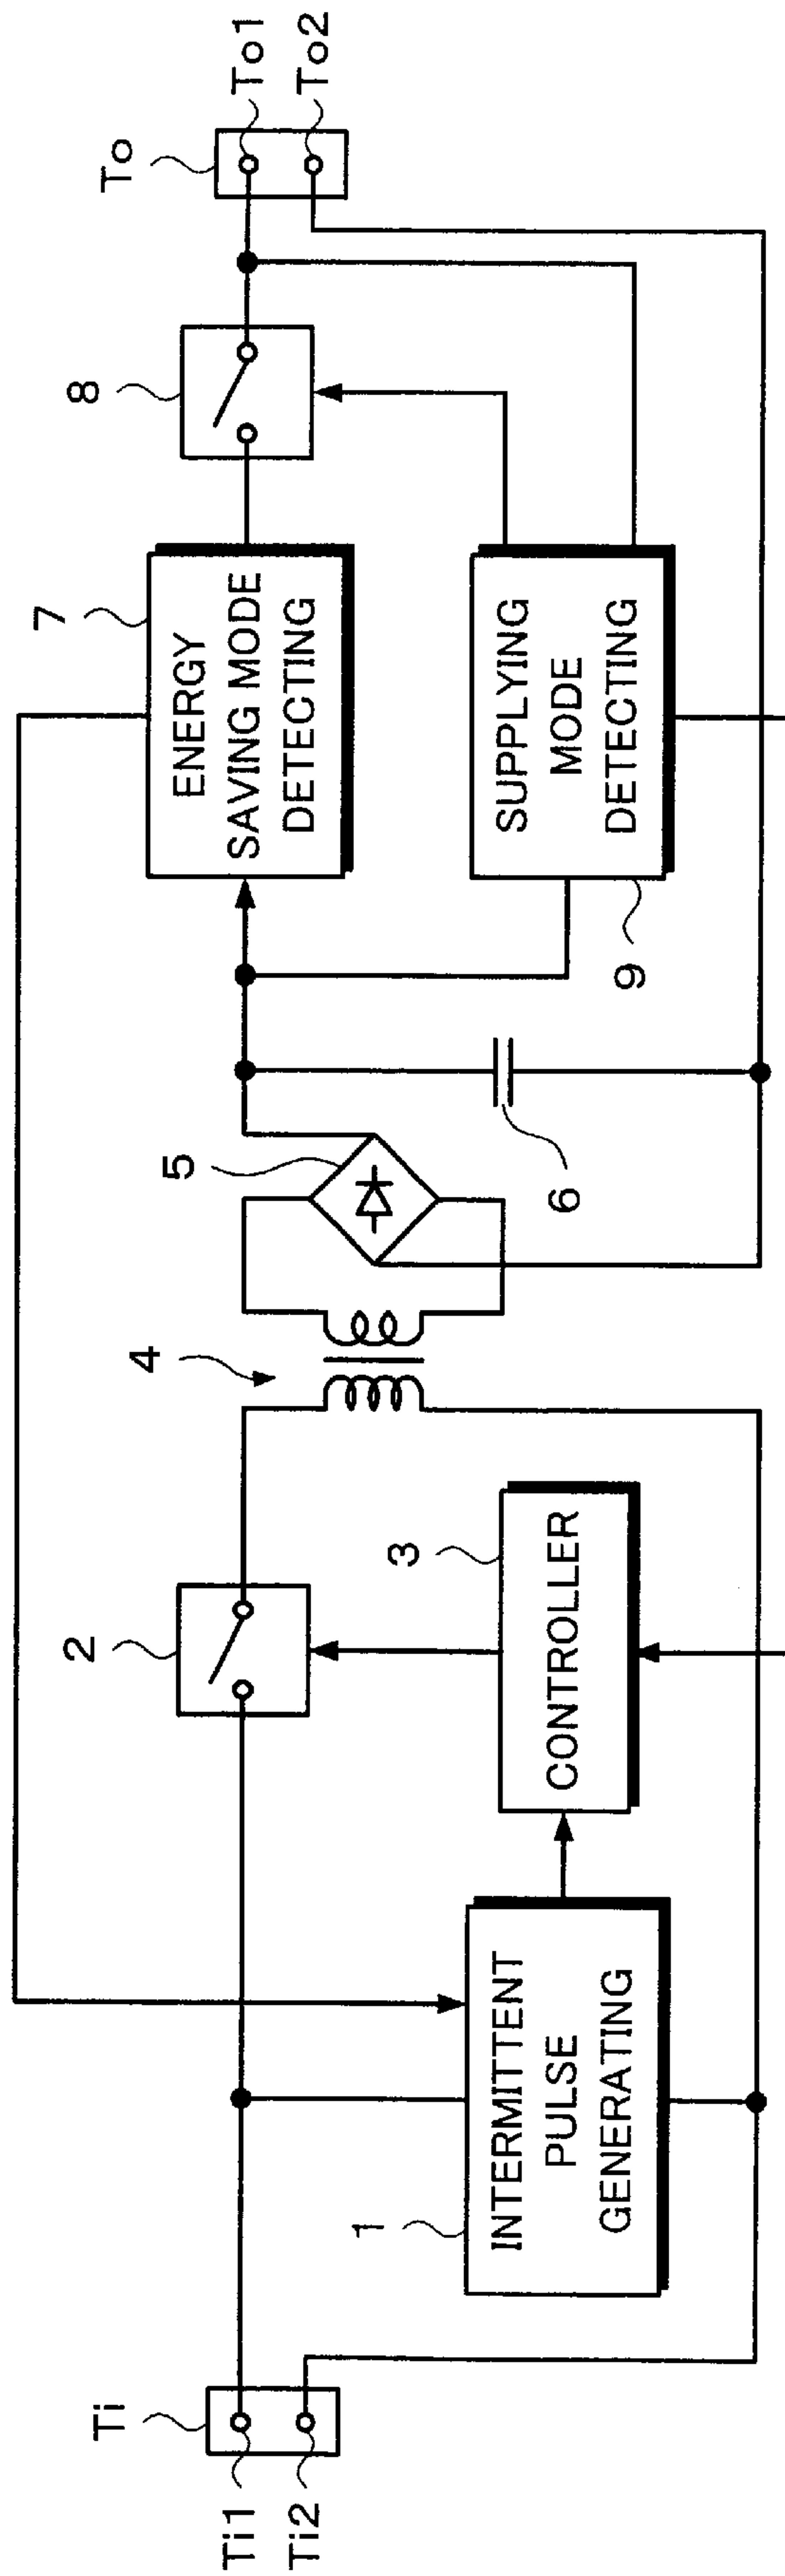 Ti
Ti1
Ti2
1
INTERMITTENT
PULSE
GENERATING
2
3
CONTROLLER
4
5
6
7
ENERGY
SAVING MODE
DETECTING
8
9
SUPPLYING
MODE
DETECTING
To
To1
To2